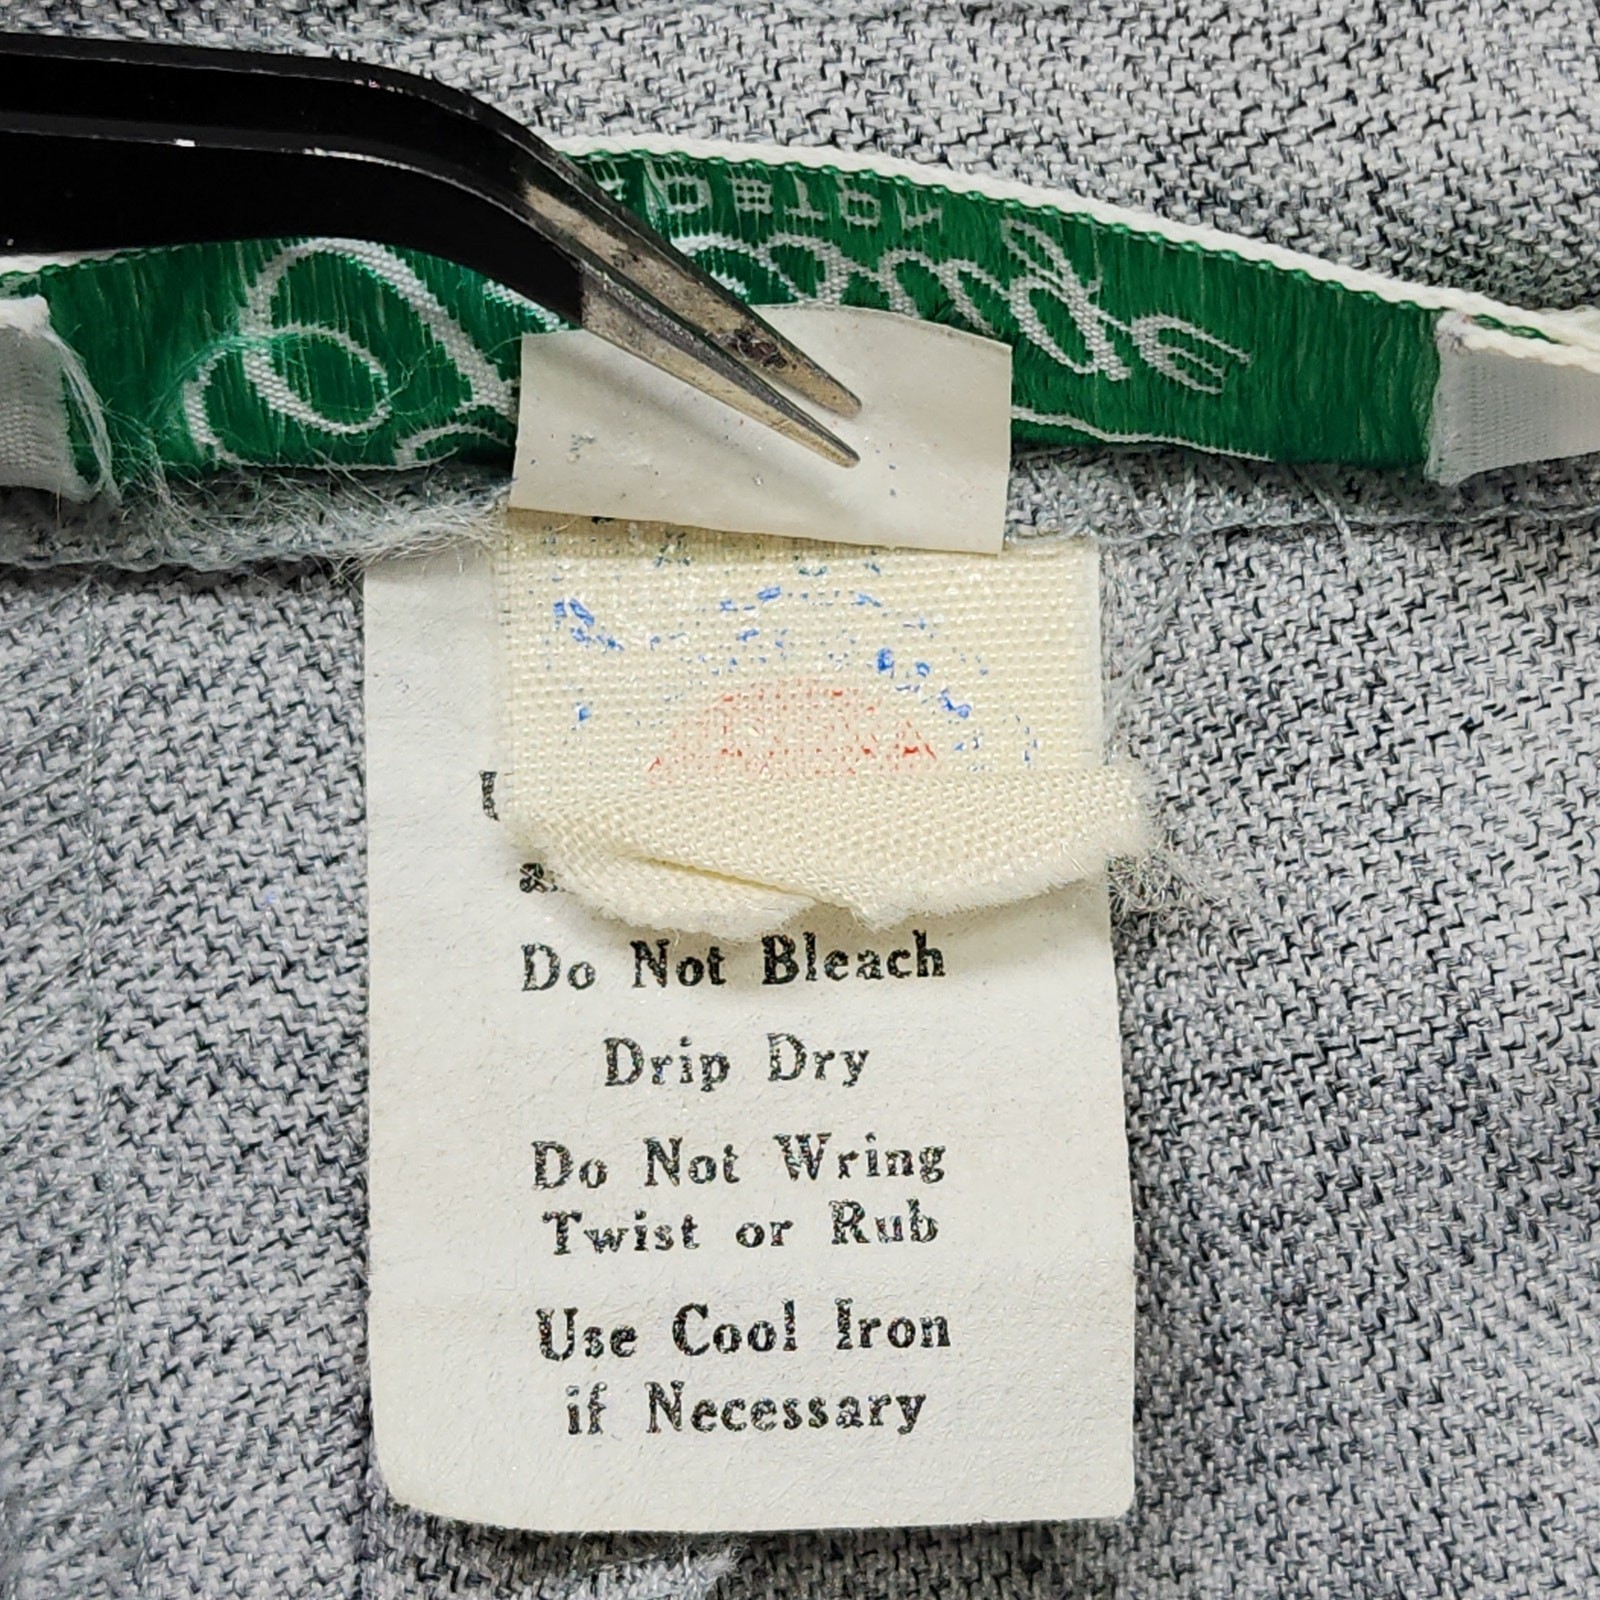 Do Not Bleach
Drip Dry
Do Not Wring
Twist or Rub
Use Cool Iron
if Necessary